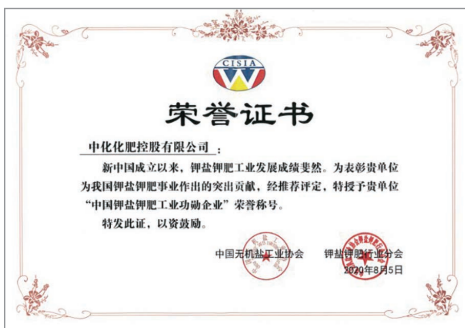 CISIA
荣誉证书
中化化肥控股有限公司 :
新中国成立以来，钾盐钾肥工业发展成绩斐然。为表彰贵单位
为我国钾盐钾肥事业作出的突出贡献，经推荐评定，特授予贵单位
“中国钾盐钾肥工业功勋企业”荣誉称号。
特发此证，以资鼓励。
中国无机盐工业协会 钾盐钾肥行业分会
2020年8月5日